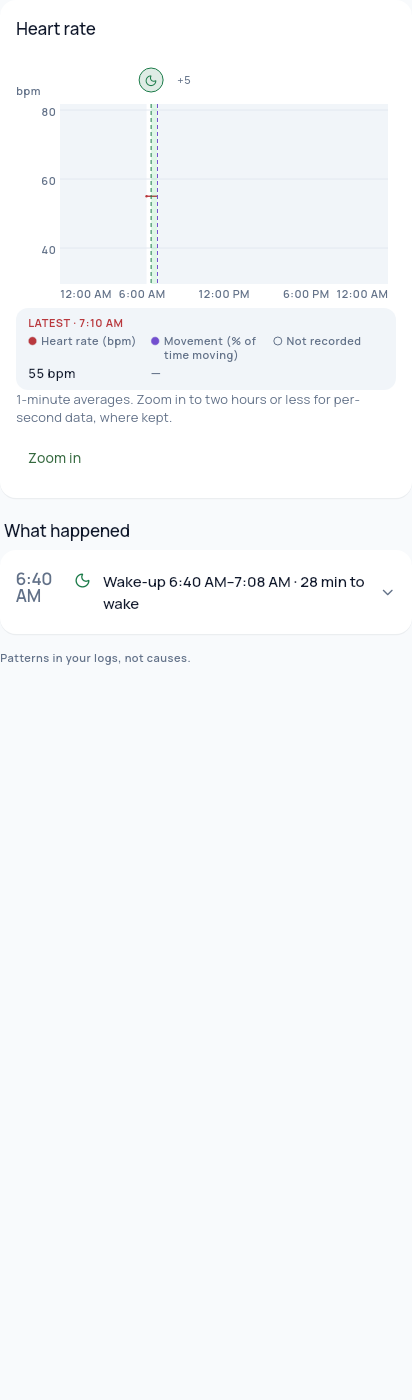 Heart rate
+5
bpm
80
60
40
12:00 AM 6:00 AM 12:00 PM 6:00 PM 12:00 AM
LATEST · 7:10 AM
Heart rate (bpm) Movement (% of time moving) Not recorded
55 bpm —
1-minute averages. Zoom in to two hours or less for per-
second data, where kept.
Zoom in
What happened
6:40 AM
Wake-up 6:40 AM–7:08 AM · 28 min to
wake
Patterns in your logs, not causes.